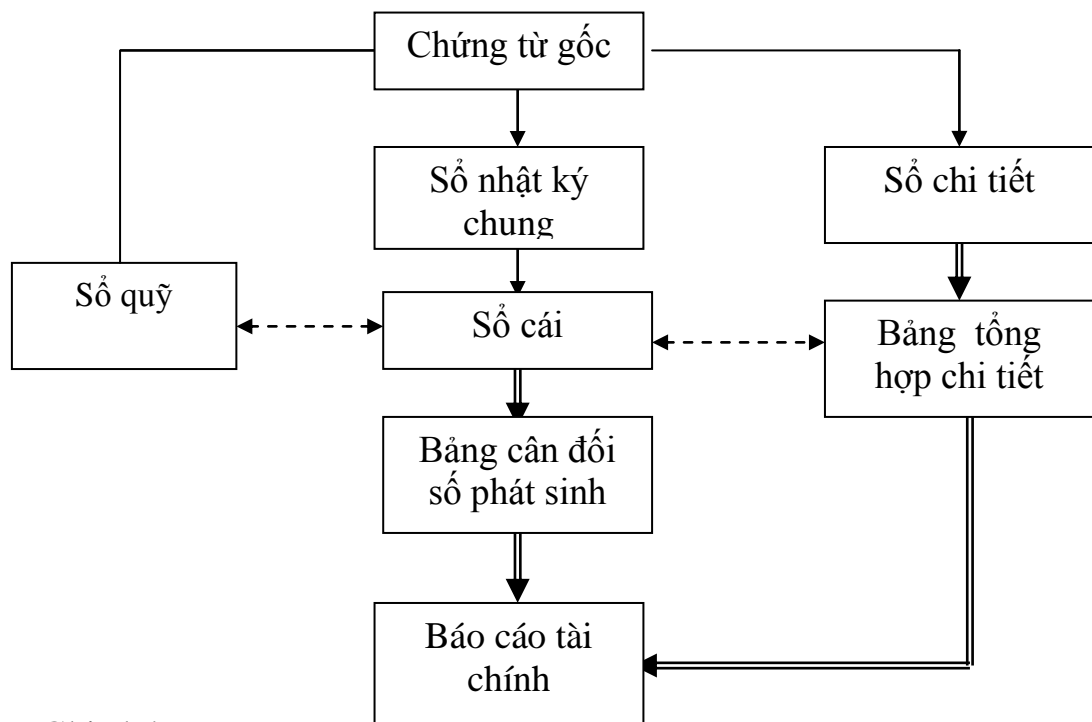 Chứng từ gốc
Sổ nhật ký
chung
Sổ chi tiết
Sổ quỹ
Sổ cái
Bảng tổng
hợp chi tiết
Bảng cân đối
số phát sinh
Báo cáo tài
chính